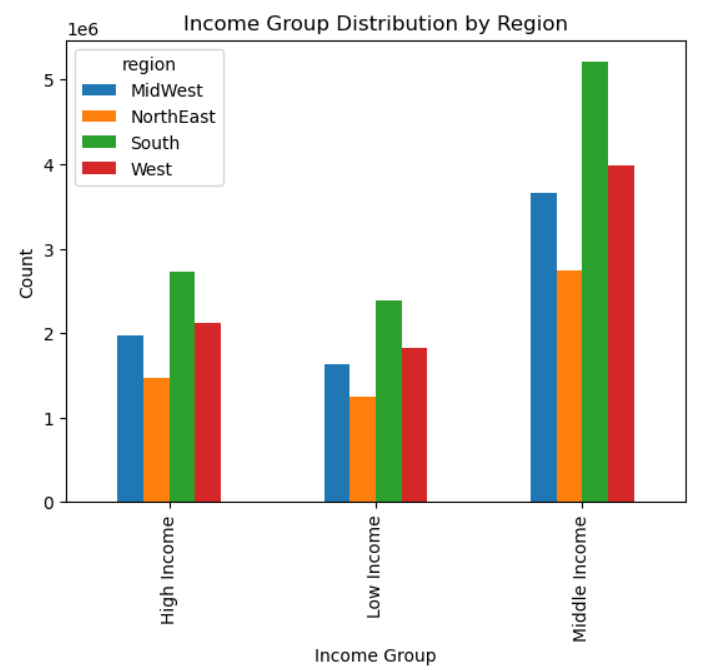 Income Group Distribution by Region
1e6
region
MidWest
NorthEast
South
West
5
4
3
2
1
0
Count
High Income
Low Income
Middle Income
Income Group